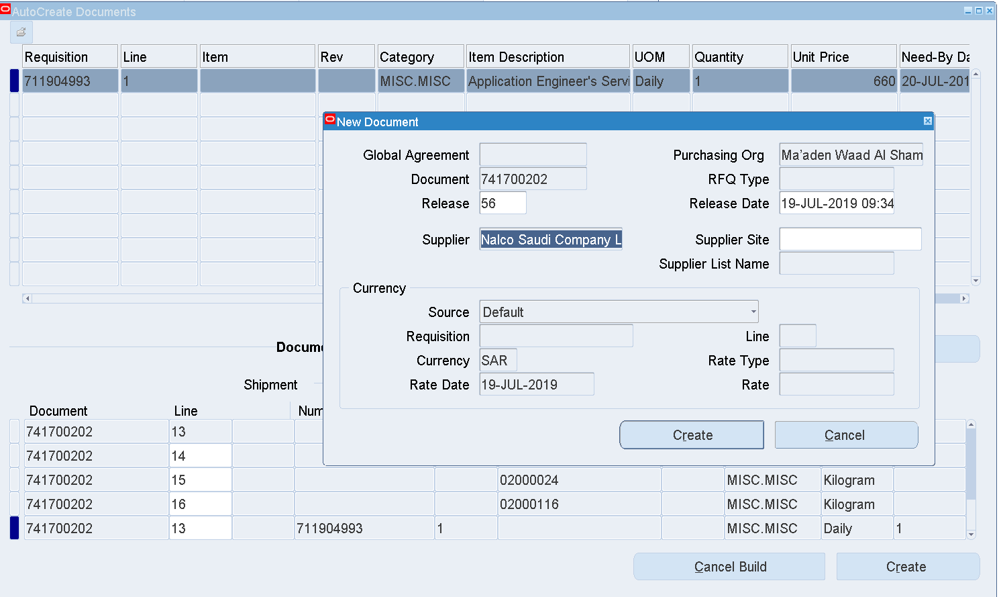 AutoCreate Documents
Requisition Line Item Rev Category Item Description UOM Quantity Unit Price Need-By Da
711904993 1 MISC.MISC Application Engineer's Servi Daily 1 660 20-JUL-201
New Document
Global Agreement Purchasing Org Ma’aden Waad Al Sham
Document 741700202 RFQ Type
Release 56 Release Date 19-JUL-2019 09:34
Supplier Nalco Saudi Company L Supplier Site
Supplier List Name
Currency
Source Default
Requisition Line
Currency SAR Rate Type
Rate Date 19-JUL-2019 Rate
Create Cancel
Docume
Shipment
Document Line Num
741700202 13
741700202 14
741700202 15 02000024 MISC.MISC Kilogram
741700202 16 02000116 MISC.MISC Kilogram
741700202 13 711904993 1 MISC.MISC Daily 1
Cancel Build Create